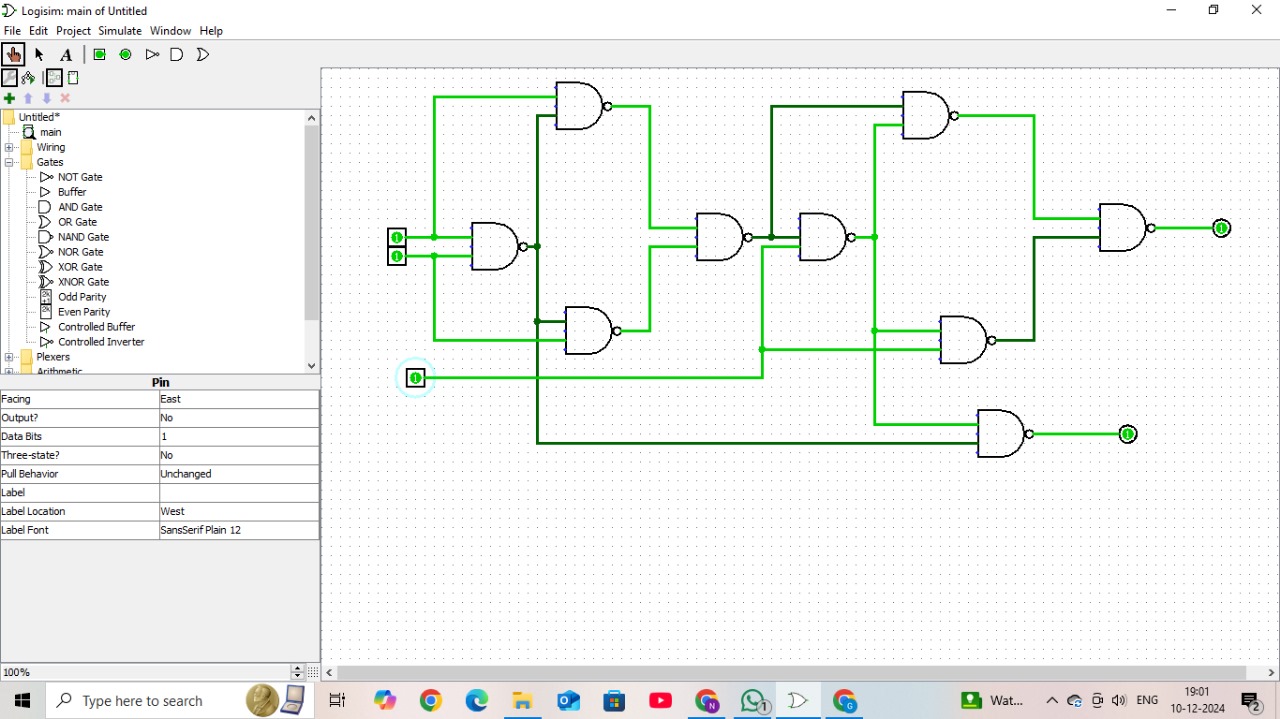 Logisim: main of Untitled
File Edit Project Simulate Window Help
A
Untitled*
main
Wiring
Gates
NOT Gate
Buffer
AND Gate
OR Gate
NAND Gate
NOR Gate
XOR Gate
XNOR Gate
Odd Parity
Even Parity
Controlled Buffer
Controlled Inverter
Plexers
Arithmetic
Pin
Facing East
Output? No
Data Bits 1
Three-state? No
Pull Behavior Unchanged
Label
Label Location West
Label Font SansSerif Plain 12
100%
1
1
1
1
1
Type here to search
Wat...
ENG
19:01
10-12-2024